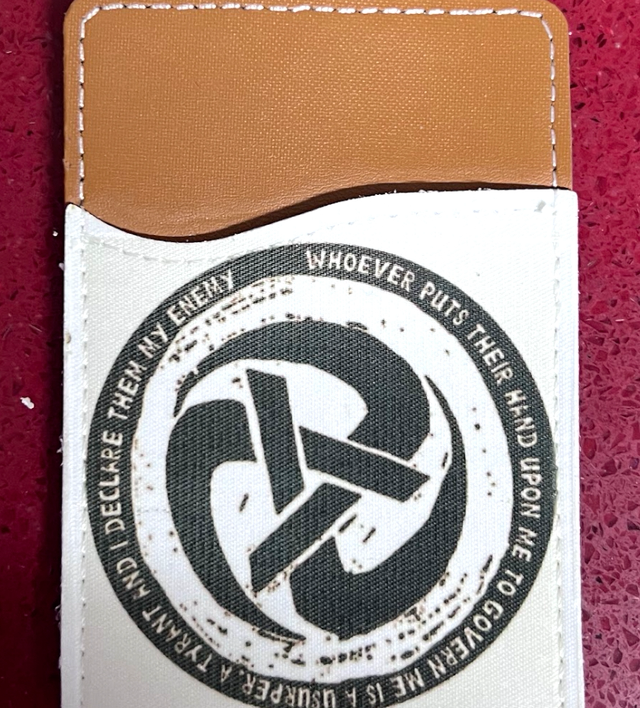 WHOEVER PUTS THEIR HAND UPON ME TO GOVERN ME IS A USURPER, A TYRANT AND I DECLARE THEM MY ENEMY